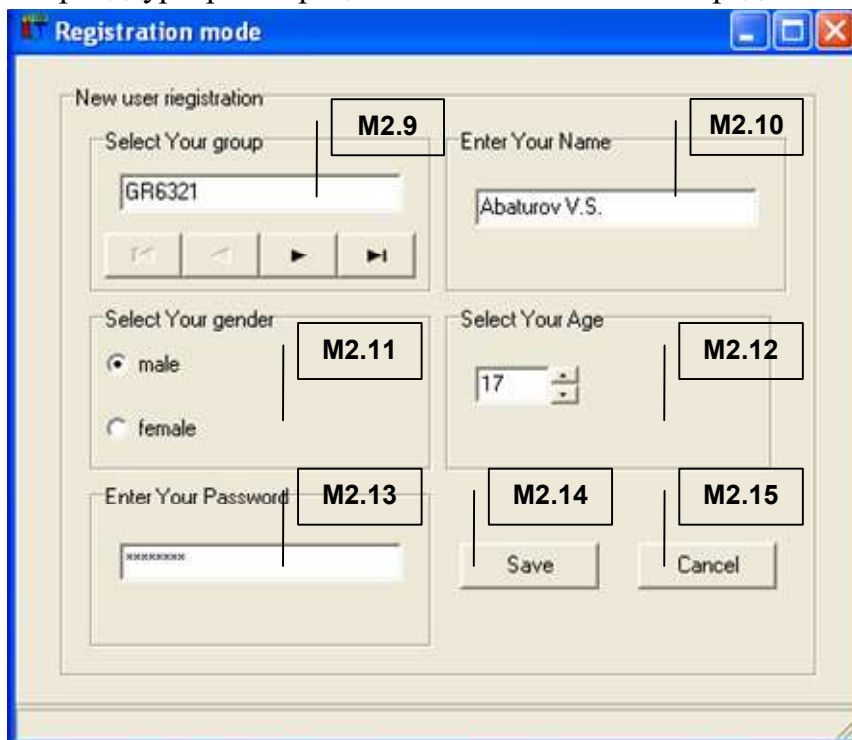 Registration mode
New user riegistration
M2.9
M2.10
Select Your group
Enter Your Name
GR6321
Abaturov V.S.
Select Your gender
Select Your Age
M2.11
M2.12
male
17
female
Enter Your Password
M2.13
M2.14
M2.15
xxxxxxxx
Save
Cancel